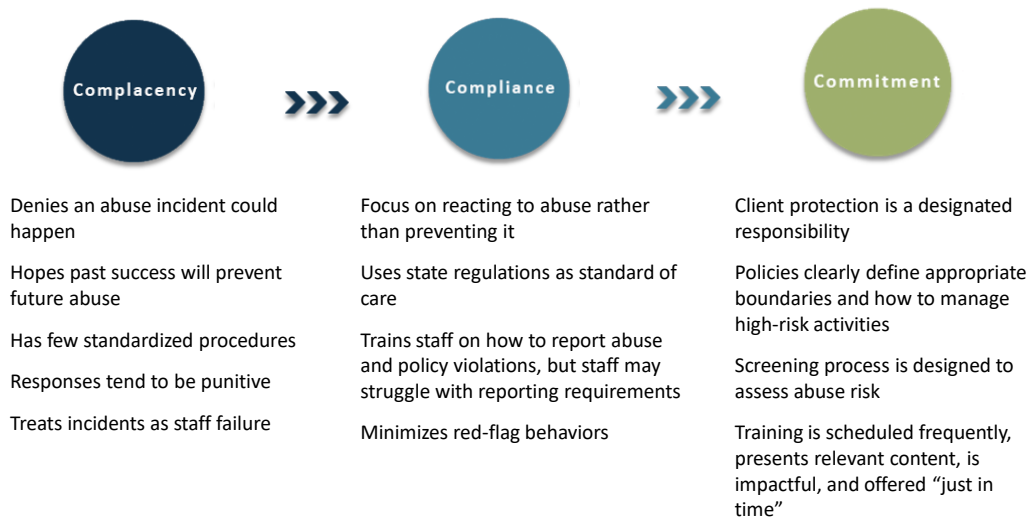 Complacency
Compliance
Commitment
Denies an abuse incident could
happen
Hopes past success will prevent
future abuse
Has few standardized procedures
Responses tend to be punitive
Treats incidents as staff failure
Focus on reacting to abuse rather
than preventing it
Uses state regulations as standard of
care
Trains staff on how to report abuse
and policy violations, but staff may
struggle with reporting requirements
Minimizes red-flag behaviors
Client protection is a designated
responsibility
Policies clearly define appropriate
boundaries and how to manage
high-risk activities
Screening process is designed to
assess abuse risk
Training is scheduled frequently,
presents relevant content, is
impactful, and offered “just in
time”